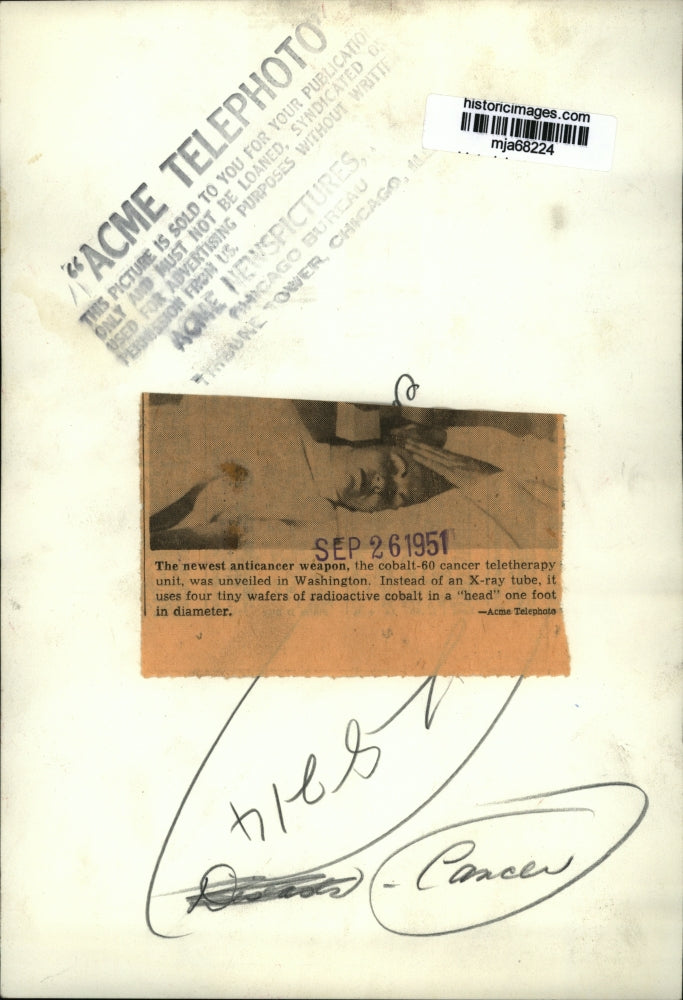 "ACME TELEPHOTO"
THIS PICTURE IS SOLD TO YOU FOR YOUR PUBLICATION
ONLY AND MUST NOT BE LOANED, SYNDICATED OR
USED FOR ADVERTISING PURPOSES WITHOUT WRITTEN
PERMISSION FROM US.
ACME NEWSPICTURES,
CHICAGO BUREAU
TRIBUNE TOWER, CHICAGO, ILL
historicimages.com
mja68224
SEP 26 1951
The newest anticancer weapon, the cobalt-60 cancer teletherapy
unit, was unveiled in Washington. Instead of an X-ray tube, it
uses four tiny wafers of radioactive cobalt in a "head" one foot
in diameter.
—Acme Telephoto
Diseases - Cancer